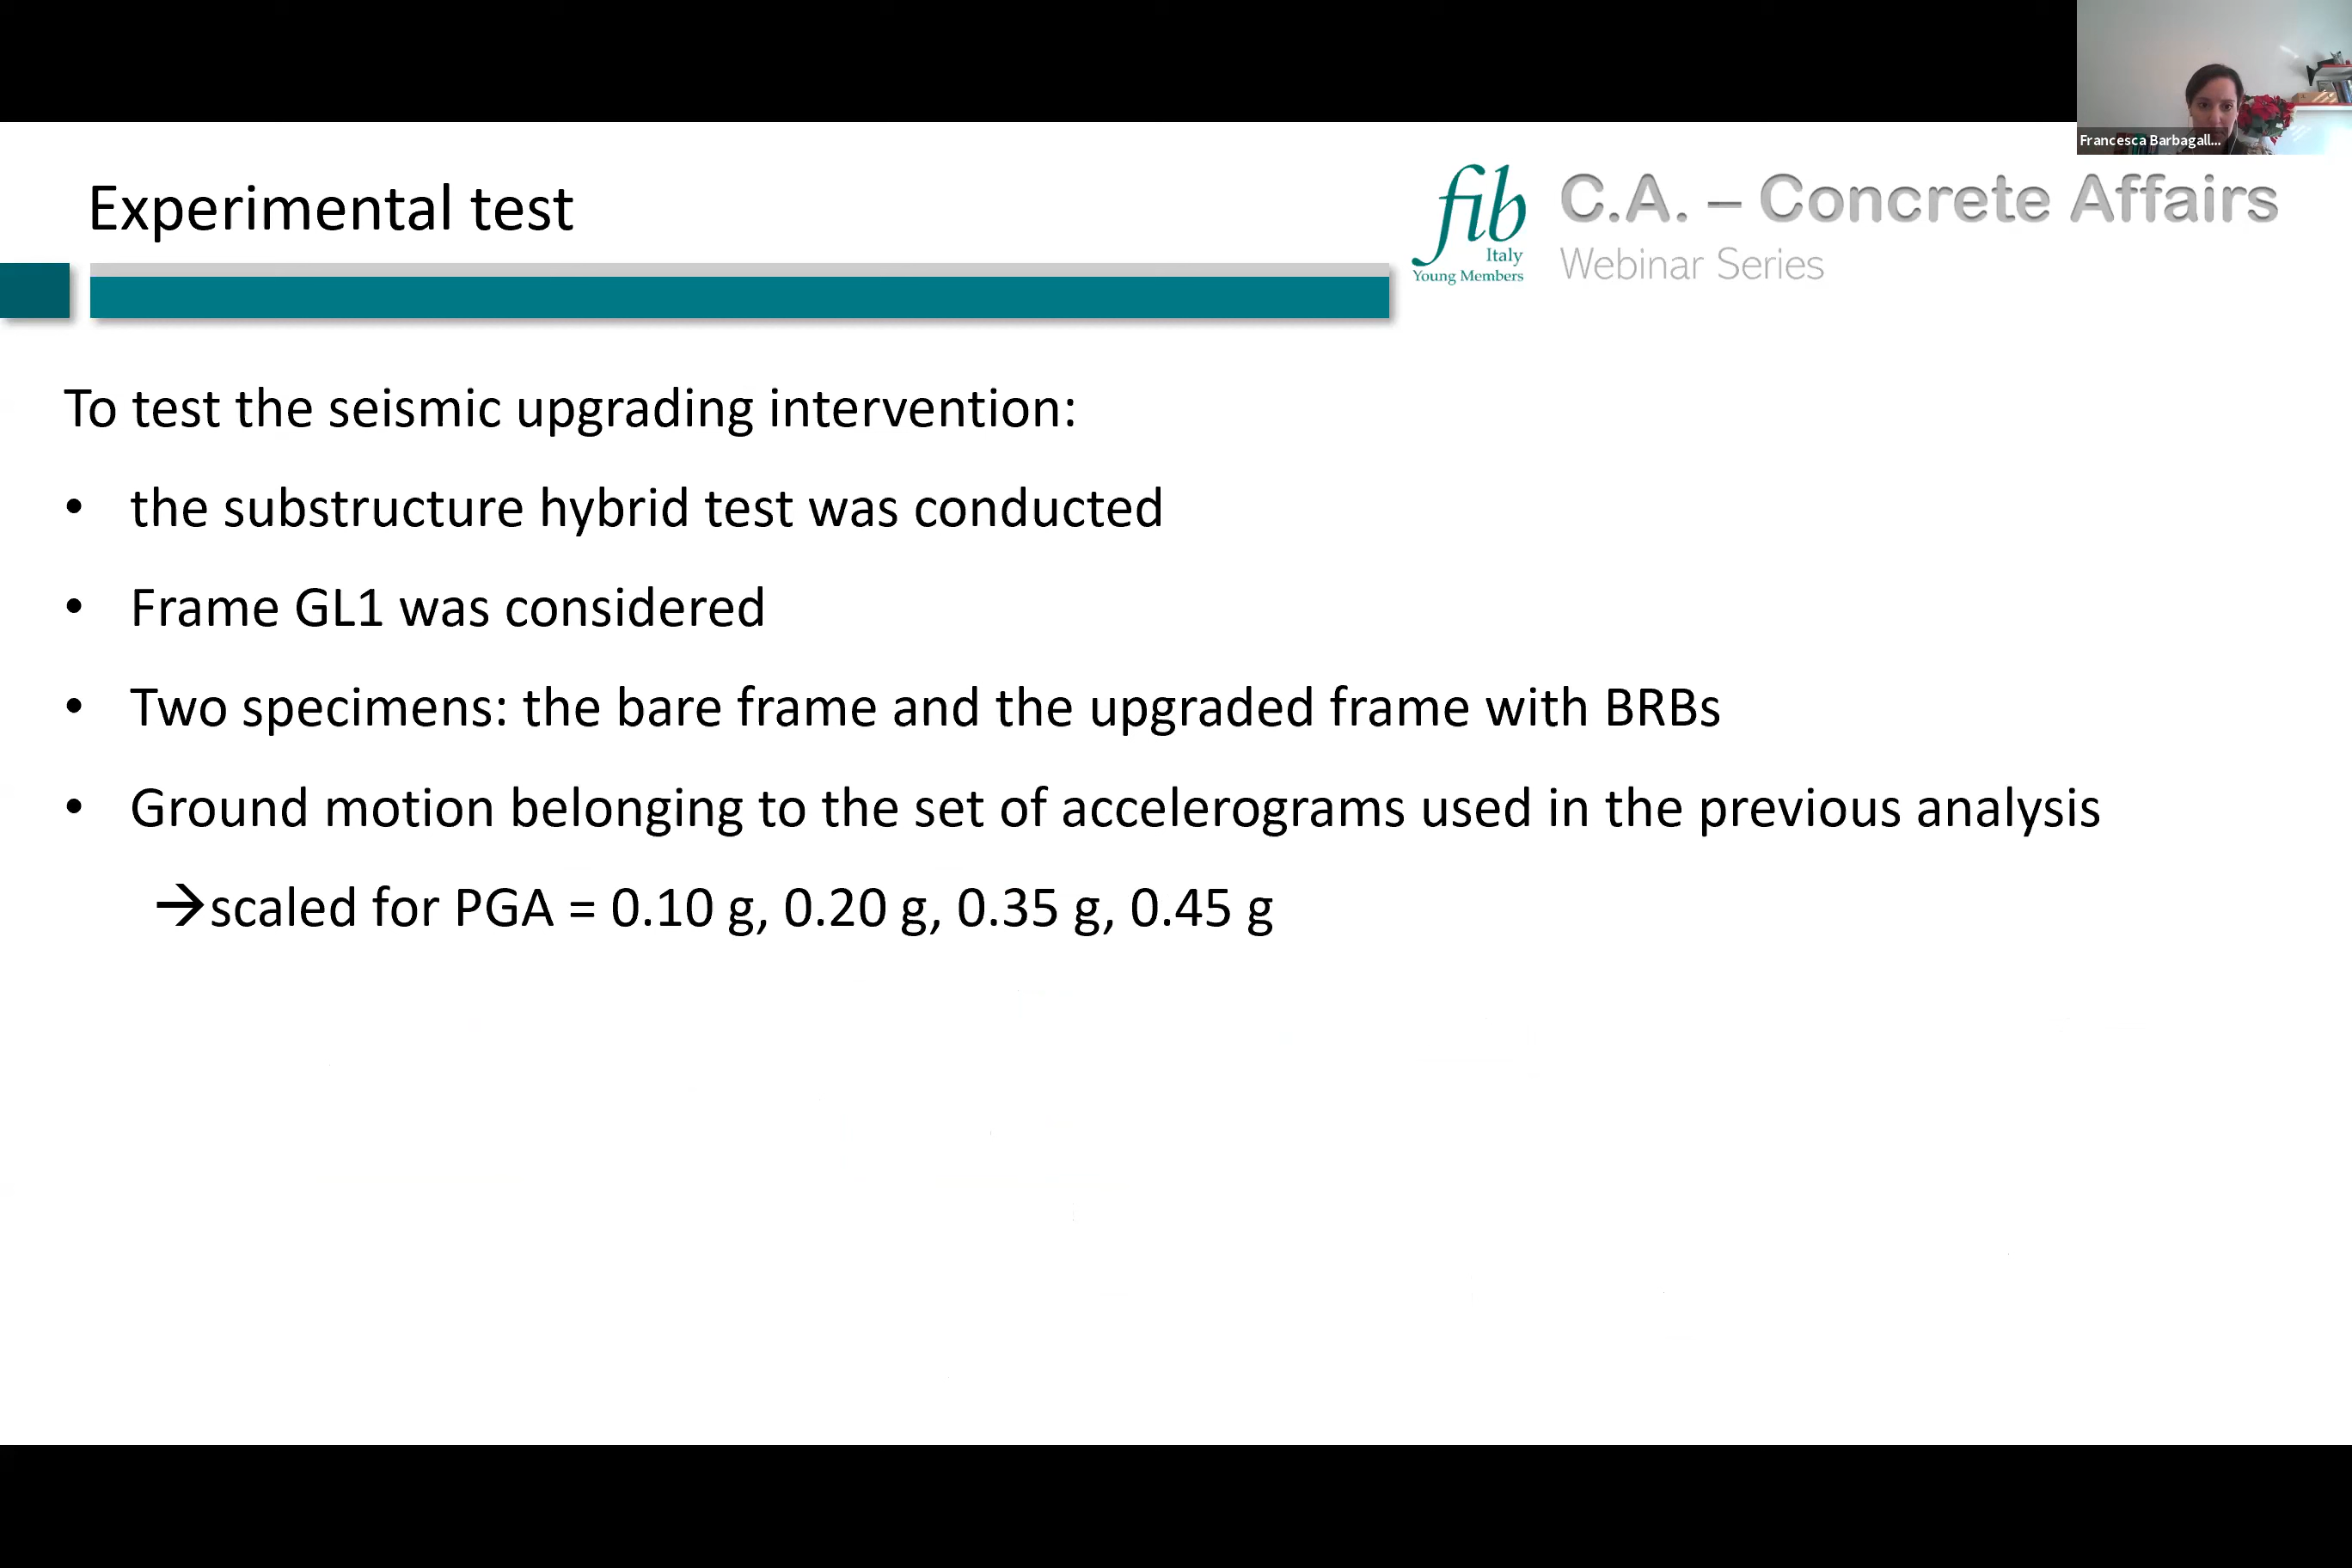 Francesca Barbagall...
Experimental test
fib
Italy
Young Members
C.A. – Concrete Affairs
Webinar Series
To test the seismic upgrading intervention:
• the substructure hybrid test was conducted
• Frame GL1 was considered
• Two specimens: the bare frame and the upgraded frame with BRBs
• Ground motion belonging to the set of accelerograms used in the previous analysis
→scaled for PGA = 0.10 g, 0.20 g, 0.35 g, 0.45 g